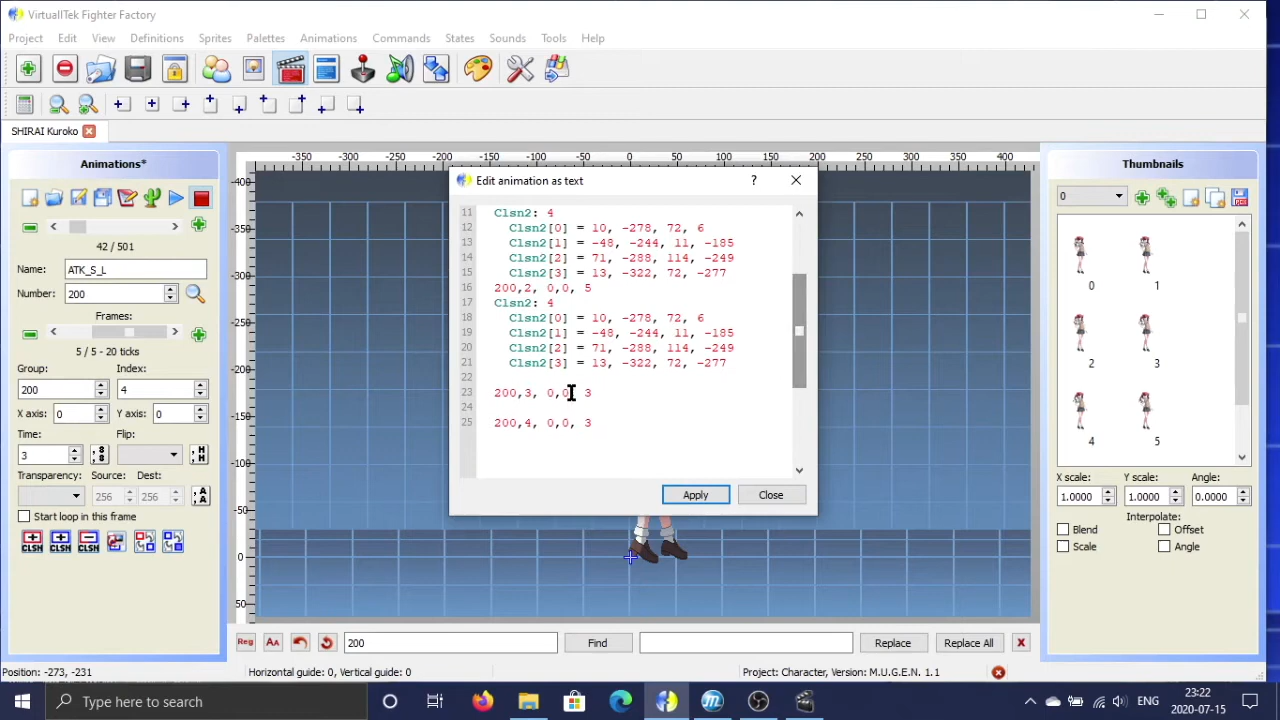 VirtuallTek Fighter Factory
Project Edit View Definitions Sprites Palettes Animations Commands States Sounds Tools Help
SHIRAI Kuroko
Animations*
42 / 501
Name: ATK_S_L
Number: 200
Frames:
5 / 5 - 20 ticks
Group: Index:
200 4
X axis: 0 Y axis: 0
Time: Flip:
3
Transparency: Source: Dest:
256 256
Start loop in this frame
CLSN CLSN CLSN
-350 -300 -250 -200 -150 -100 -50 0 50 100 150 200 250 300 350 400
-400
-350
-300
-250
-200
-150
-100
-50
0
50
Edit animation as text
?
11 Clsn2: 4
12 Clsn2[0] = 10, -278, 72, 6
13 Clsn2[1] = -48, -244, 11, -185
14 Clsn2[2] = 71, -288, 114, -249
15 Clsn2[3] = 13, -322, 72, -277
16 200,2, 0,0, 5
17 Clsn2: 4
18 Clsn2[0] = 10, -278, 72, 6
19 Clsn2[1] = -48, -244, 11, -185
20 Clsn2[2] = 71, -288, 114, -249
21 Clsn2[3] = 13, -322, 72, -277
22
23 200,3, 0,0, 3
24
25 200,4, 0,0, 3
Apply Close
Thumbnails
0
0 1
2 3
4 5
X scale: Y scale: Angle:
1.0000 1.0000 0.0000
Interpolate:
Blend Offset
Scale Angle
Reg AA 200 Find Replace Replace All
Position: -273, -231 Horizontal guide: 0, Vertical guide: 0 Project: Character, Version: M.U.G.E.N. 1.1
Type here to search
ENG
23:22
2020-07-15